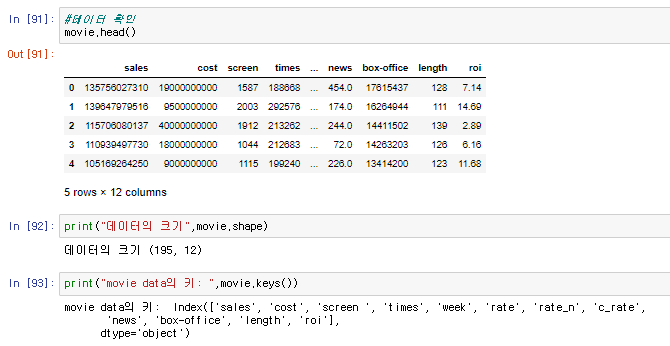 In [91]: #데이터 확인
movie.head()
Out[91]:
sales cost screen times ... news box-office length roi
0 135756027310 19000000000 1587 188668 ... 454.0 17615437 128 7.14
1 139647979516 9500000000 2003 292576 ... 174.0 16264944 111 14.69
2 115706080137 40000000000 1912 213262 ... 244.0 14411502 139 2.89
3 110939497730 18000000000 1044 212683 ... 72.0 14263203 126 6.16
4 105169264250 9000000000 1115 199240 ... 226.0 13414200 123 11.68
5 rows × 12 columns
In [92]: print("데이터의 크기",movie.shape)
데이터의 크기 (195, 12)
In [93]: print("movie data의 키: ",movie.keys())
movie data의 키:  Index(['sales', 'cost', 'screen ', 'times', 'week', 'rate', 'rate_n', 'c_rate',
'news', 'box-office', 'length', 'roi'],
dtype='object')